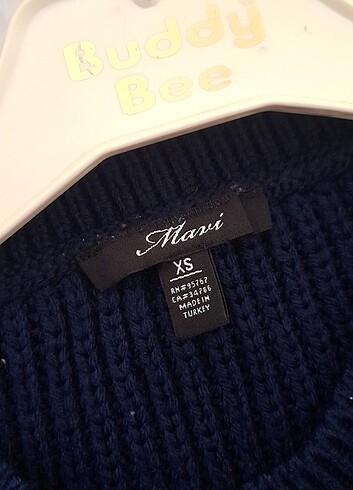 Buddy
Bee
Mavi
XS
RN#95767
CA#34786
MADE IN
TURKEY